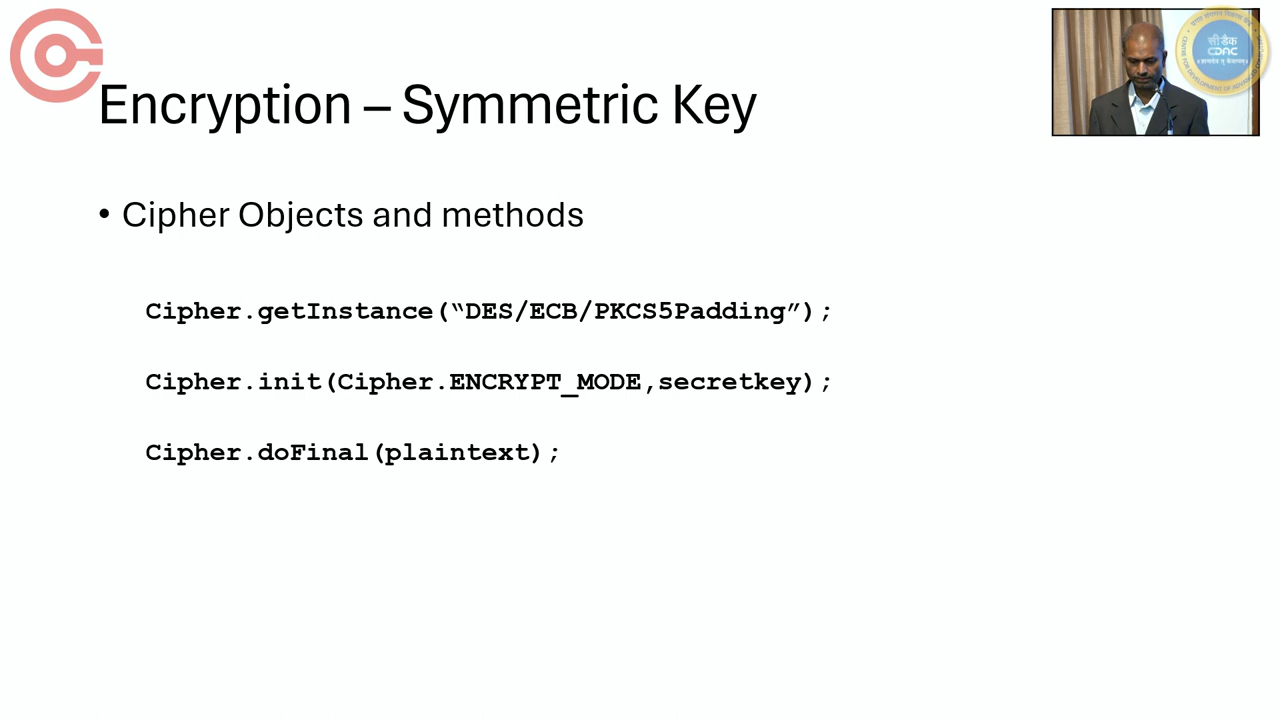 Encryption – Symmetric Key
• Cipher Objects and methods
Cipher.getInstance(“DES/ECB/PKCS5Padding”);
Cipher.init(Cipher.ENCRYPT_MODE,secretkey);
Cipher.doFinal(plaintext);
सी डैक
CDAC